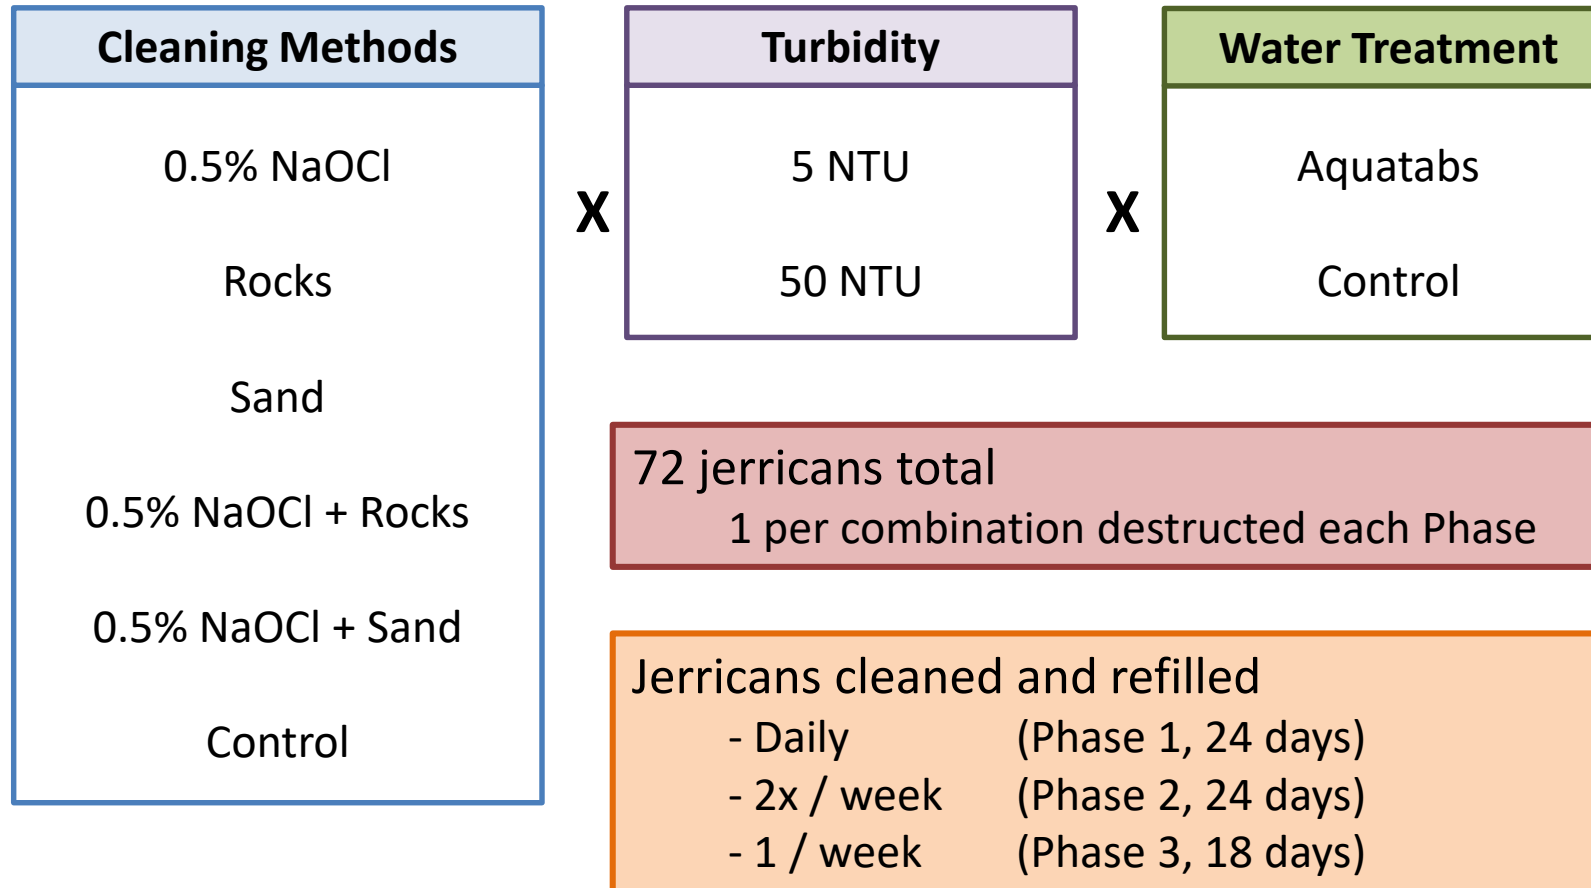 Cleaning Methods
0.5% NaOCl
Rocks
Sand
0.5% NaOCl + Rocks
0.5% NaOCl + Sand
Control
X
Turbidity
5 NTU
50 NTU
X
Water Treatment
Aquatabs
Control
72 jerricans total
1 per combination destructed each Phase
Jerricans cleaned and refilled
- Daily (Phase 1, 24 days)
- 2x / week (Phase 2, 24 days)
- 1 / week (Phase 3, 18 days)